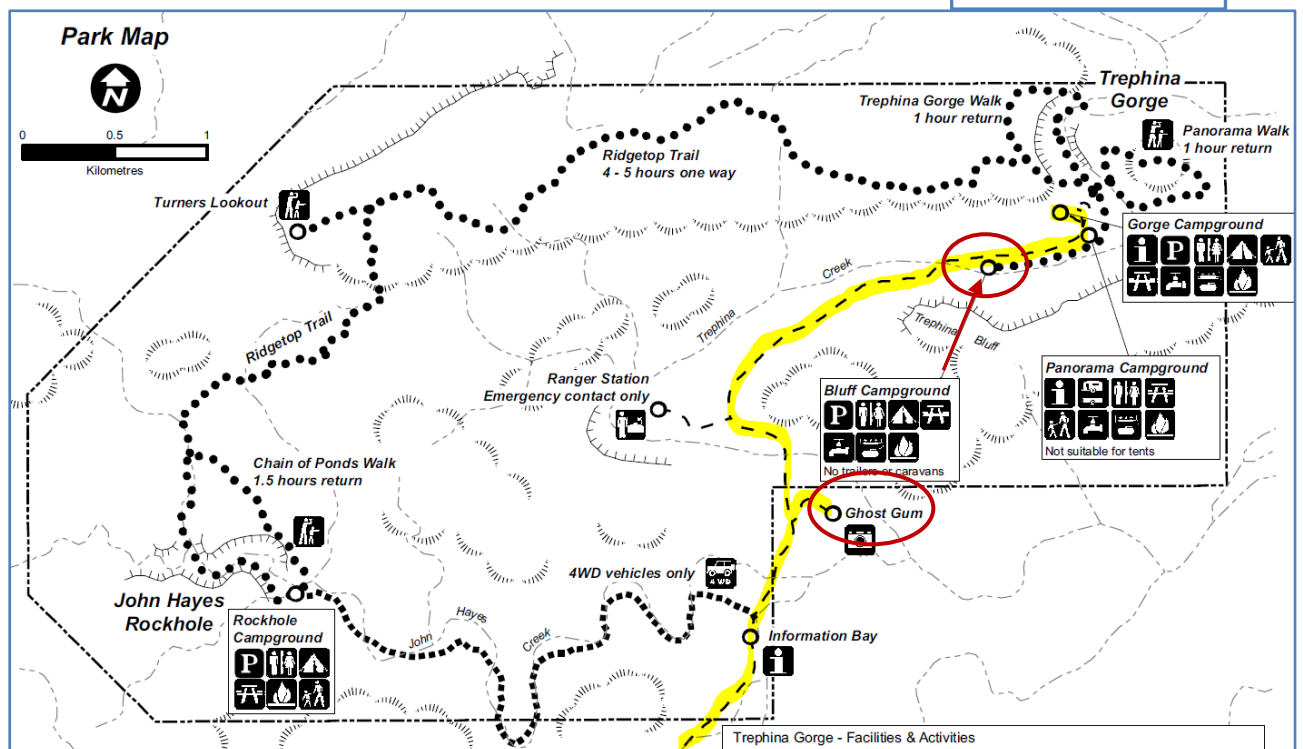 Park Map
N
0 0.5 1
Kilometres
Trephina
Gorge
Trephina Gorge Walk
1 hour return
Panorama Walk
1 hour return
Ridgetop Trail
4 - 5 hours one way
Turners Lookout
Gorge Campground
i P
Creek
Trephina
Trephina
Bluff
Ridgetop Trail
Ranger Station
Emergency contact only
Bluff Campground
P
No trailers or caravans
Panorama Campground
i
Not suitable for tents
Chain of Ponds Walk
1.5 hours return
Ghost Gum
4WD vehicles only
4 WD
John Hayes
Rockhole
Rockhole
Campground
P
John
Hayes
Creek
Information Bay
i
Trephina Gorge - Facilities & Activities